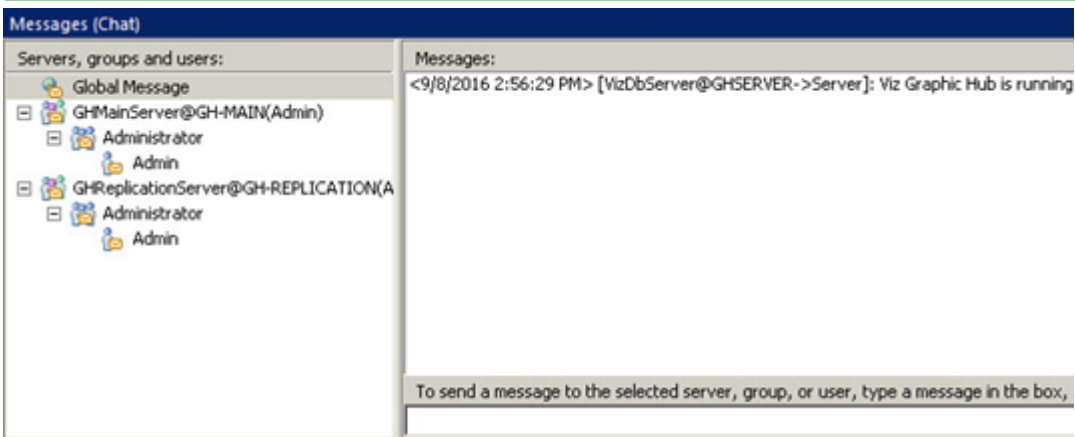 Messages (Chat)
Servers, groups and users:
Global Message
GHMainServer@GH-MAIN(Admin)
Administrator
Admin
GHReplicationServer@GH-REPLICATION(A
Administrator
Admin
Messages:
<9/8/2016 2:56:29 PM> [VizDbServer@GHSERVER->Server]: Viz Graphic Hub is running
To send a message to the selected server, group, or user, type a message in the box,